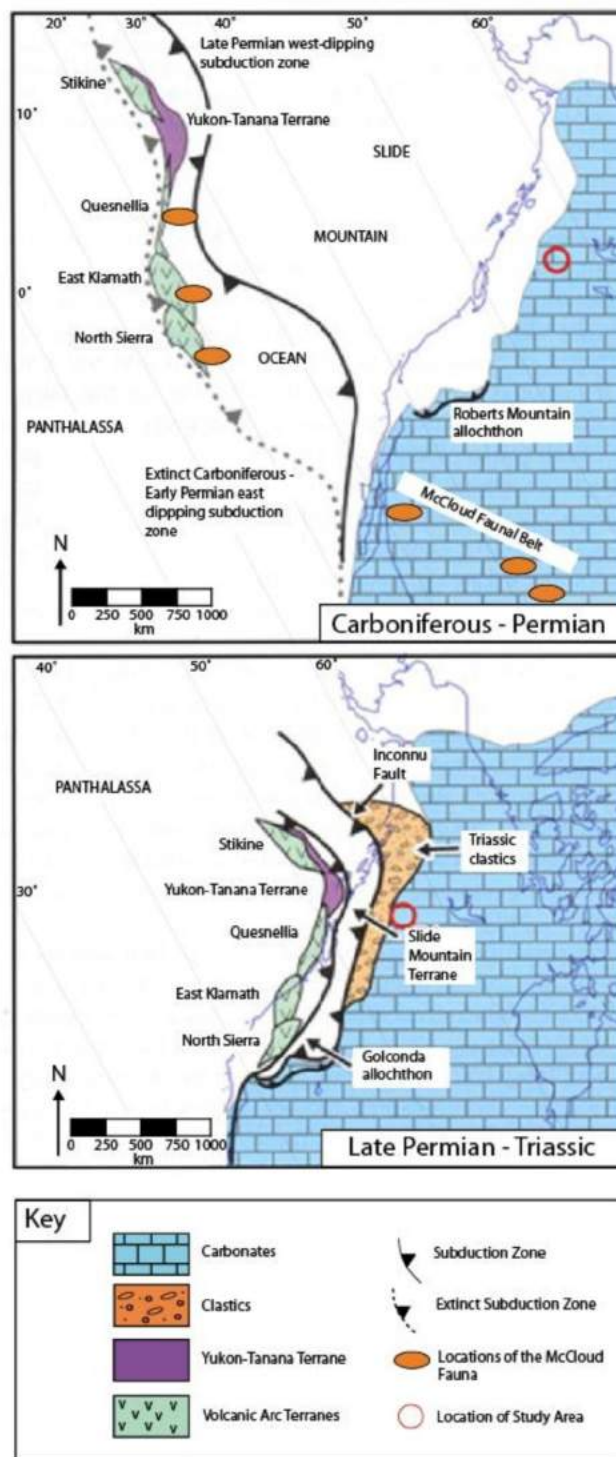 20˚
30˚
40˚
50˚
60˚
Late Permian west-dipping
subduction zone
Stikine
10˚
Yukon-Tanana Terrane
SLIDE
Quesnellia
MOUNTAIN
East Klamath
0˚
North Sierra
OCEAN
PANTHALASSA
Roberts Mountain
allochthon
Extinct Carboniferous -
Early Permian east
dippping subduction
zone
McCloud Faunal Belt
N
0 250 500 750 1000
km
Carboniferous - Permian
40˚
50˚
60˚
Inconnu
Fault
PANTHALASSA
Stikine
Triassic
clastics
Yukon-Tanana Terrane
30˚
Quesnellia
Slide
Mountain
Terrane
East Klamath
North Sierra
Golconda
allochthon
N
0 250 500 750 1000
km
Late Permian - Triassic
Key
Carbonates
Subduction Zone
Clastics
Extinct Subduction Zone
Yukon-Tanana Terrane
Locations of the McCloud
Fauna
Volcanic Arc Terranes
Location of Study Area